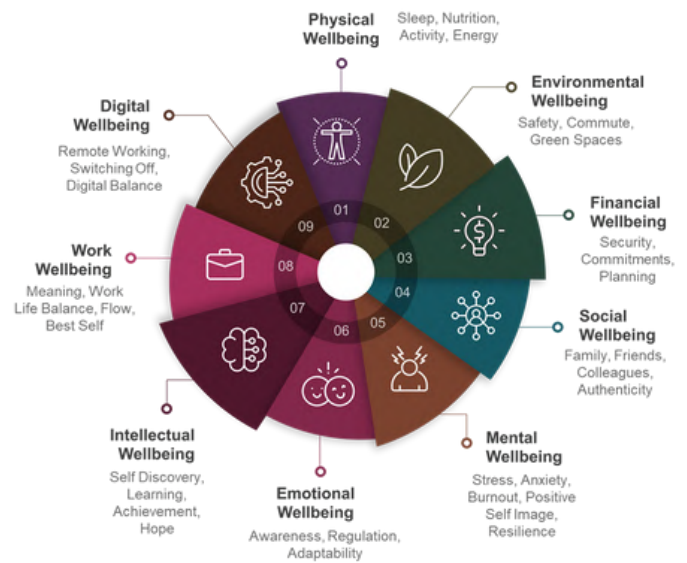 Physical
Wellbeing
Sleep, Nutrition,
Activity, Energy
Environmental
Wellbeing
Safety, Commute,
Green Spaces
Financial
Wellbeing
Security,
Commitments,
Planning
Social
Wellbeing
Family, Friends,
Colleagues,
Authenticity
Mental
Wellbeing
Stress, Anxiety,
Burnout, Positive
Self Image,
Resilience
Emotional
Wellbeing
Awareness, Regulation,
Adaptability
Intellectual
Wellbeing
Self Discovery,
Learning,
Achievement,
Hope
Work
Wellbeing
Meaning, Work
Life Balance, Flow,
Best Self
Digital
Wellbeing
Remote Working,
Switching Off,
Digital Balance
01
02
03
04
05
06
07
08
09
$